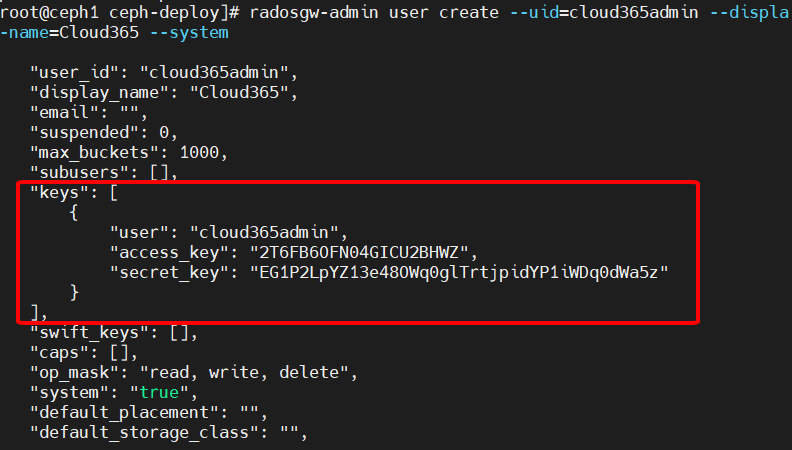 root@ceph1 ceph-deploy]# radosgw-admin user create --uid=cloud365admin --displa
-name=Cloud365 --system
"user_id": "cloud365admin",
"display_name": "Cloud365",
"email": "",
"suspended": 0,
"max_buckets": 1000,
"subusers": [],
"keys": [
{
"user": "cloud365admin",
"access_key": "2T6FB6OFN04GICU2BHWZ",
"secret_key": "EG1P2LpYZ13e48OWq0glTrtjpidYP1iWDq0dWa5z"
}
],
"swift_keys": [],
"caps": [],
"op_mask": "read, write, delete",
"system": "true",
"default_placement": "",
"default_storage_class": "",